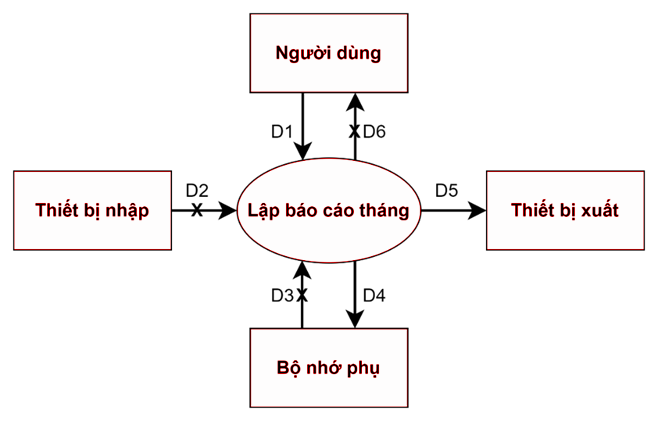 Người dùng
D1
X D6
D2
Thiết bị nhập
X
Lập báo cáo tháng
D5
Thiết bị xuất
D3 X
D4
Bộ nhớ phụ